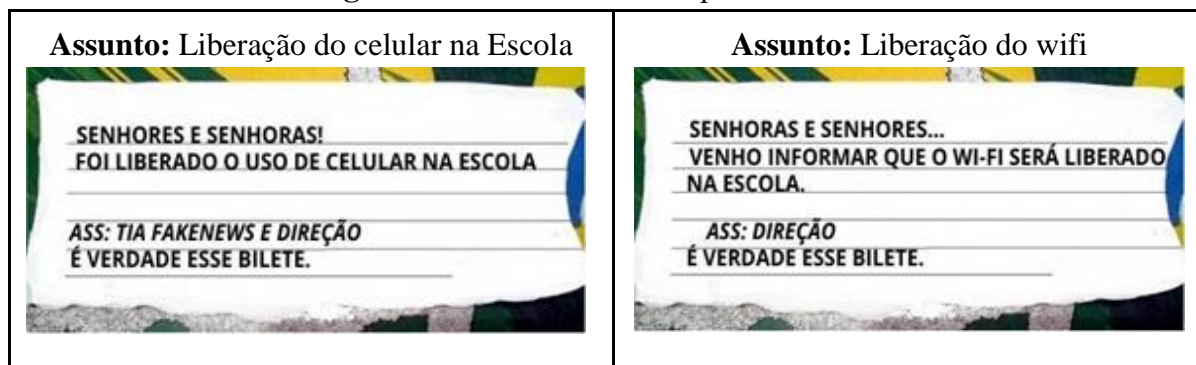 Assunto: Liberação do celular na Escola
SENHORES E SENHORAS!
FOI LIBERADO O USO DE CELULAR NA ESCOLA
ASS: TIA FAKENEWS E DIREÇÃO
É VERDADE ESSE BILETE.
Assunto: Liberação do wifi
SENHORAS E SENHORES...
VENHO INFORMAR QUE O WI-FI SERÁ LIBERADO
NA ESCOLA.
ASS: DIREÇÃO
É VERDADE ESSE BILETE.